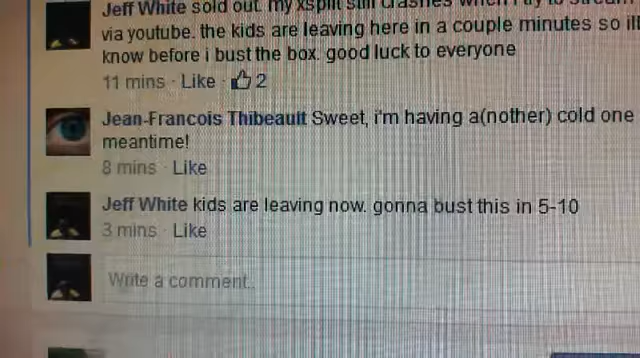 Jeff White sold out. my xsplit still crashes when i try to stream
via youtube. the kids are leaving here in a couple minutes so ill
know before i bust the box. good luck to everyone
11 mins · Like · 2
Jean-Francois Thibeault Sweet, i'm having a(nother) cold one
meantime!
8 mins · Like
Jeff White kids are leaving now. gonna bust this in 5-10
3 mins · Like
Write a comment..